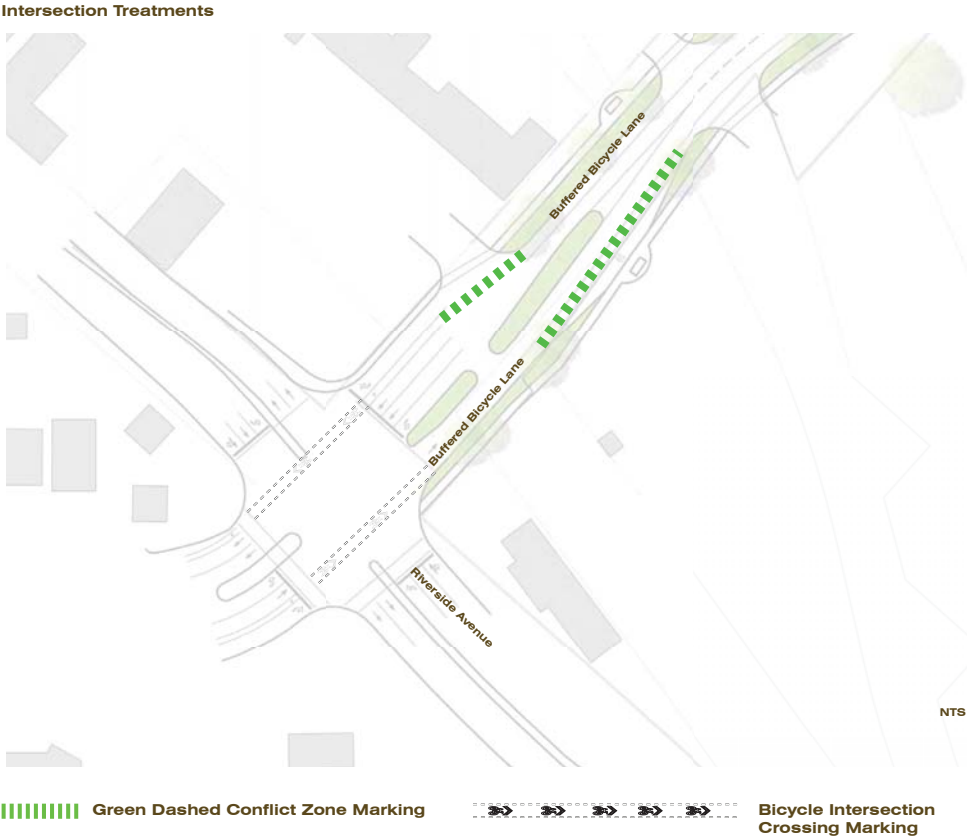 Intersection Treatments
Buffered Bicycle Lane
Buffered Bicycle Lane
Riverside Avenue
NTS
Green Dashed Conflict Zone Marking
Bicycle Intersection
Crossing Marking